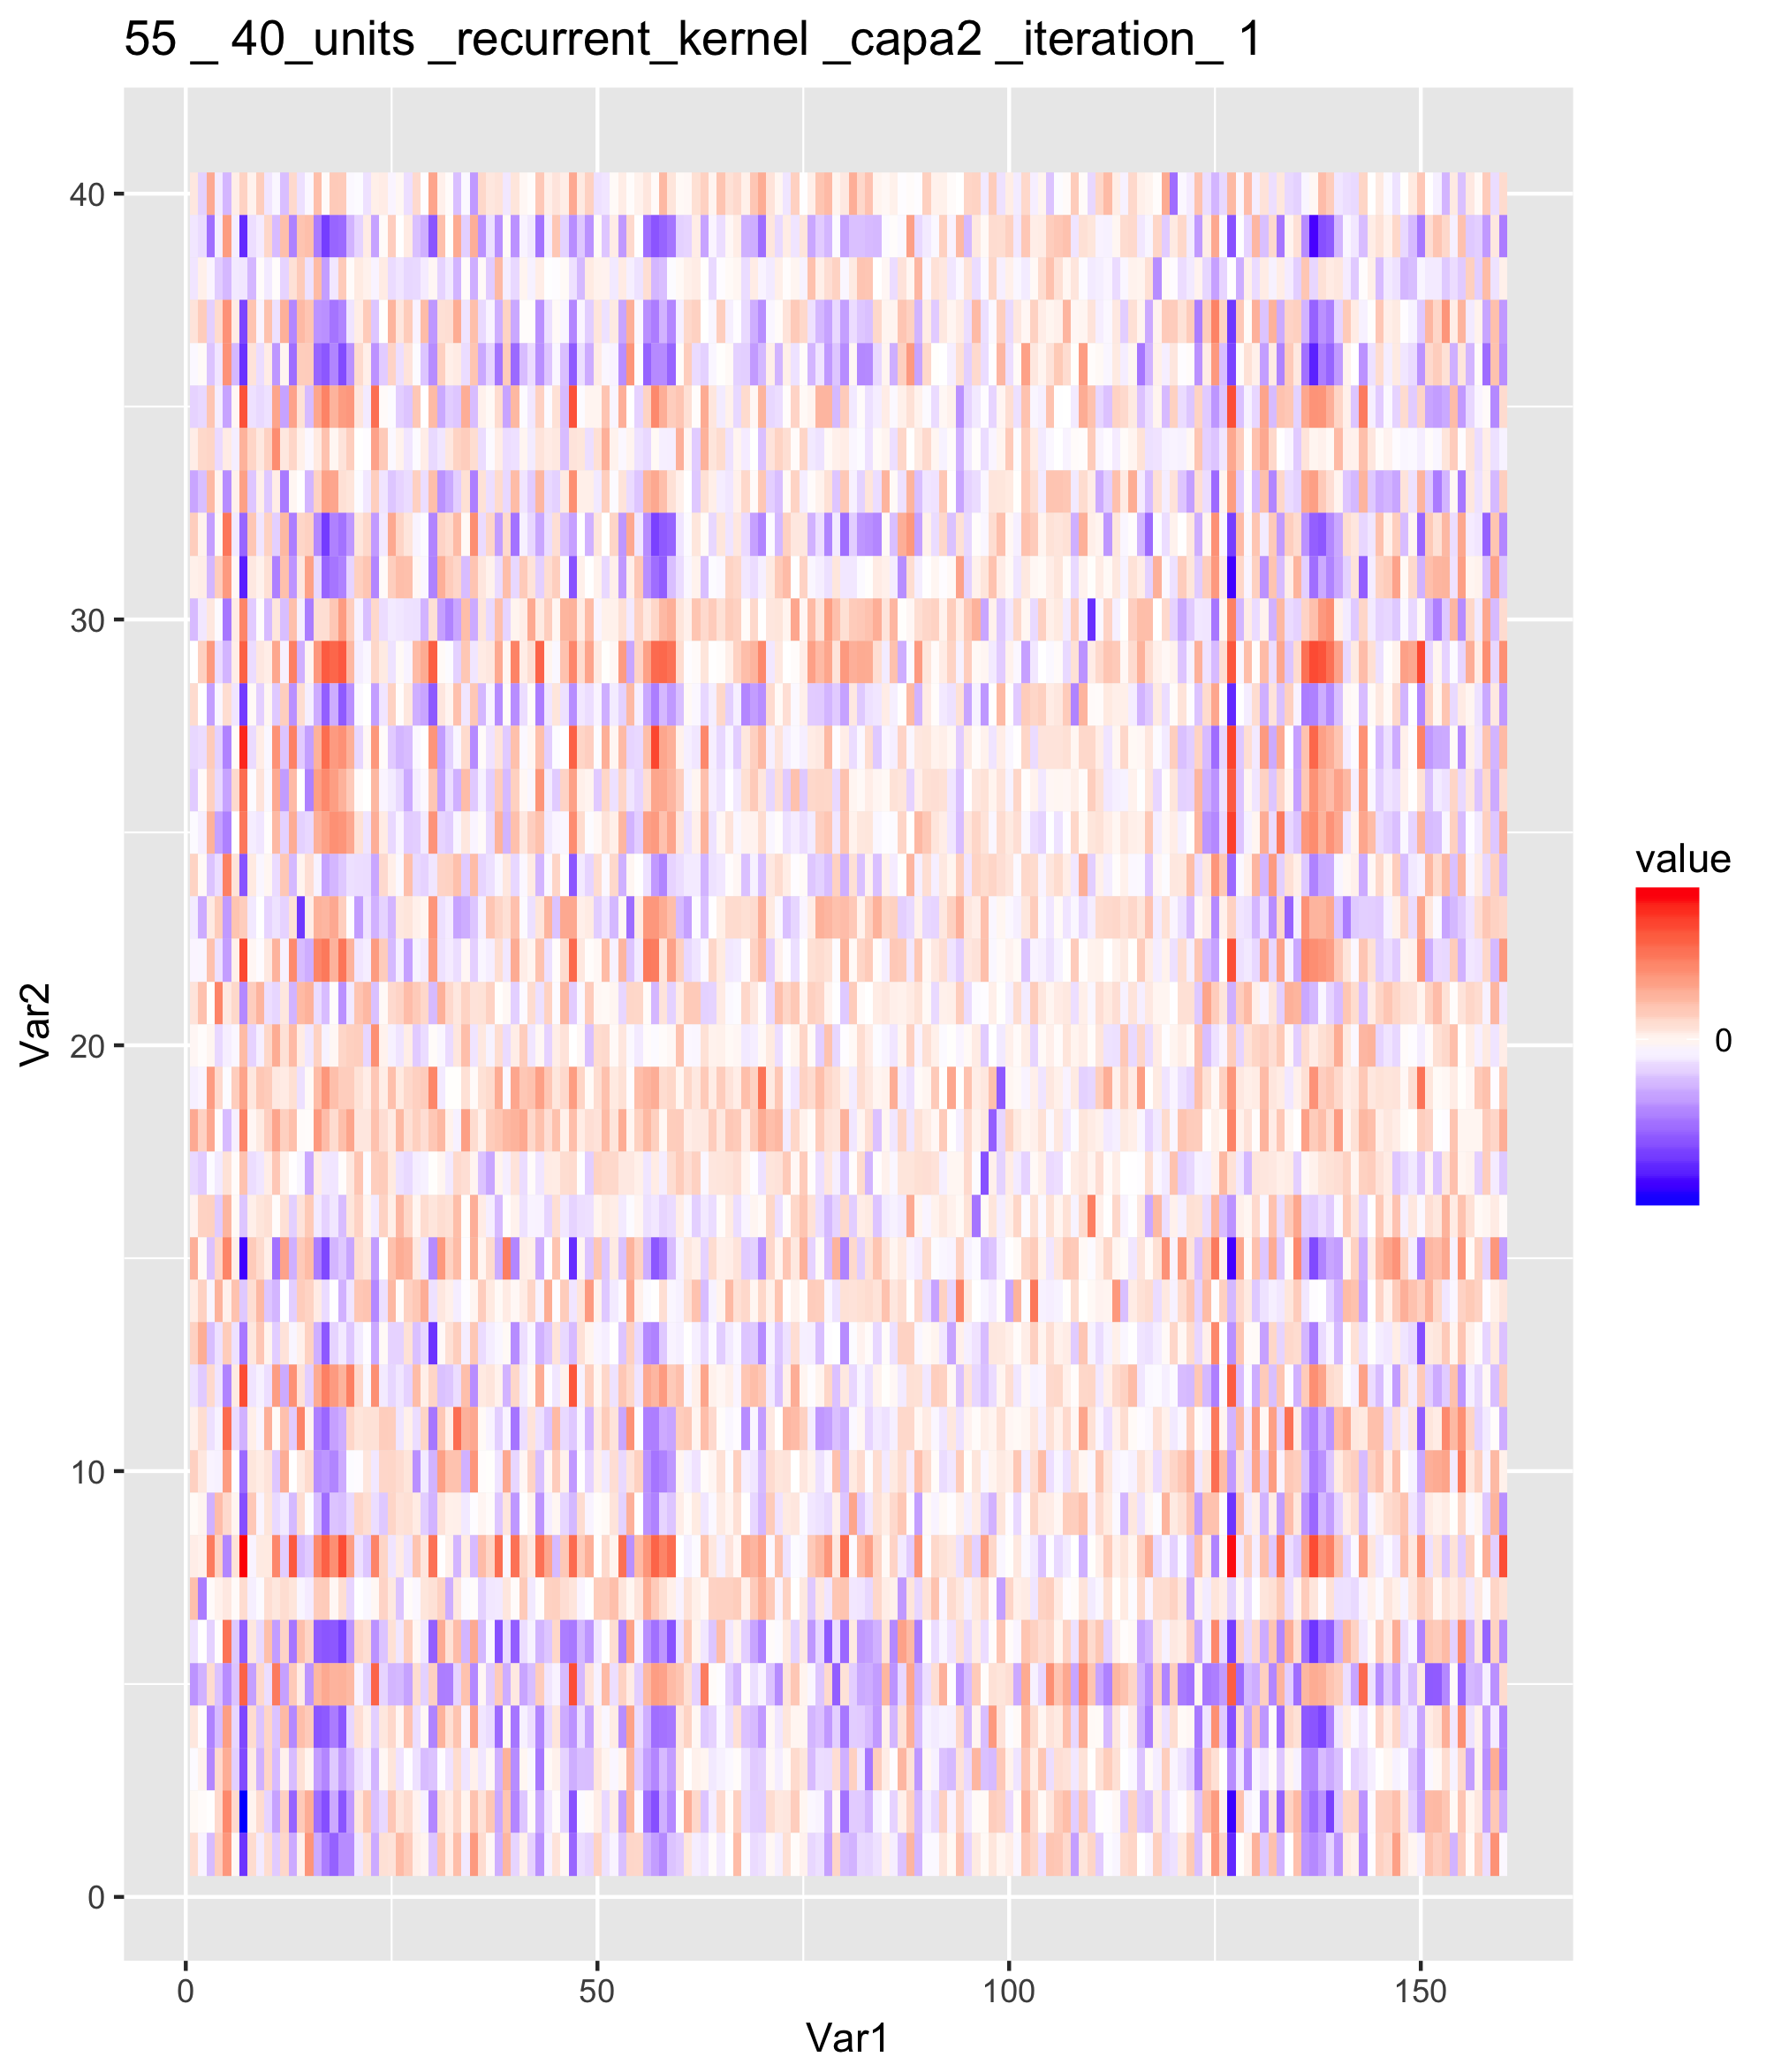 55 _ 40_units _recurrent_kernel _capa2 _iteration_ 1
40
30
20
10
0
Var2
0
50
100
150
Var1
value
0